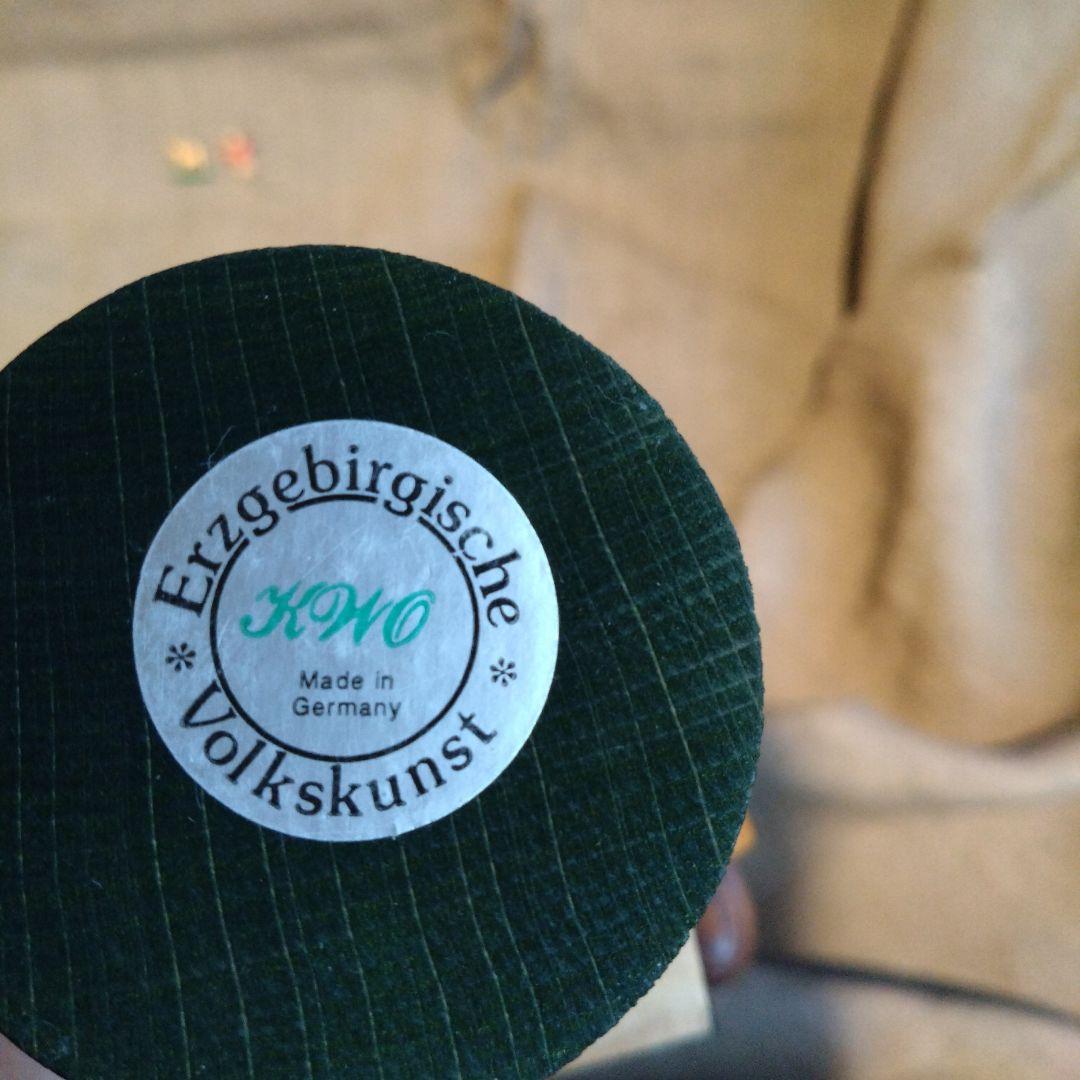 Erzgebirgische
KWO
Made in
Germany
* Volkskunst *